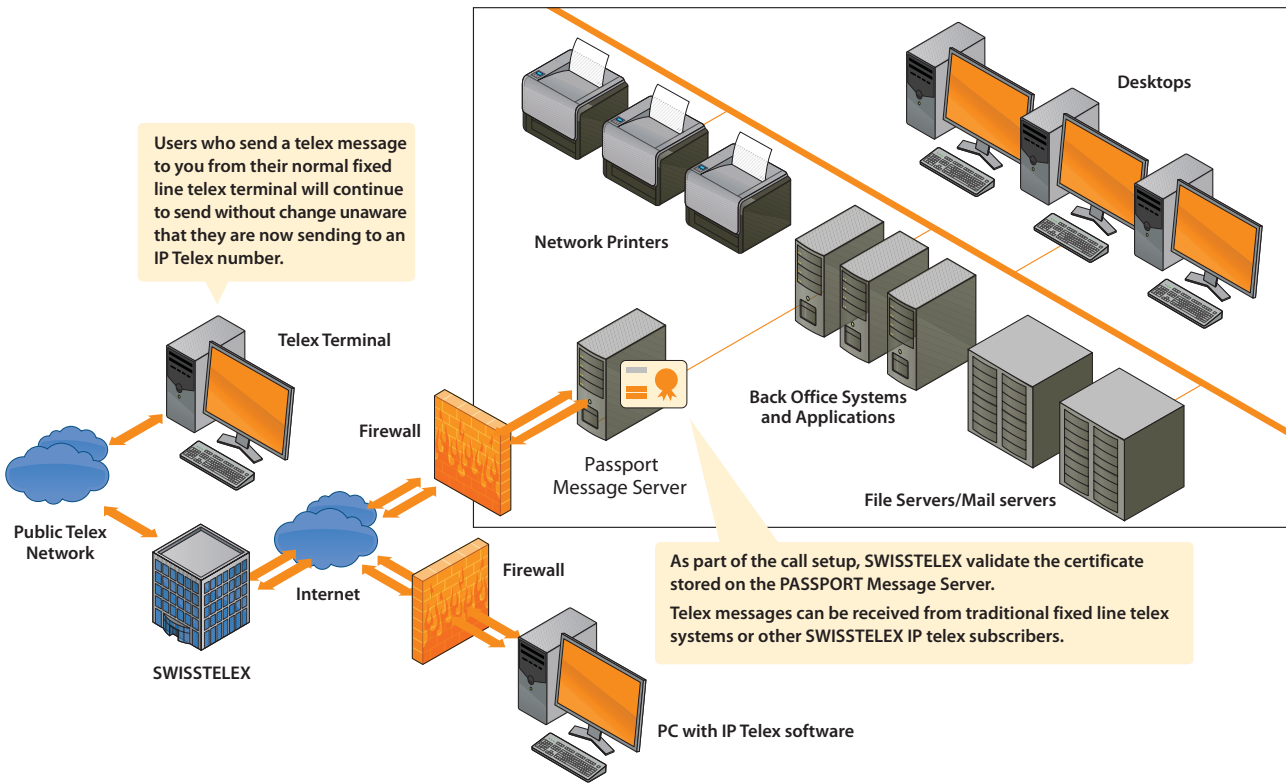 Desktops
Users who send a telex message
to you from their normal fixed
line telex terminal will continue
to send without change unaware
that they are now sending to an
IP Telex number.
Network Printers
Telex Terminal
Firewall
Back Office Systems
and Applications
Passport
Message Server
File Servers/Mail servers
Public Telex
Network
Internet
Firewall
As part of the call setup, SWISSTELEX validate the certificate
stored on the PASSPORT Message Server.
Telex messages can be received from traditional fixed line telex
systems or other SWISSTELEX IP telex subscribers.
SWISSTELEX
PC with IP Telex software